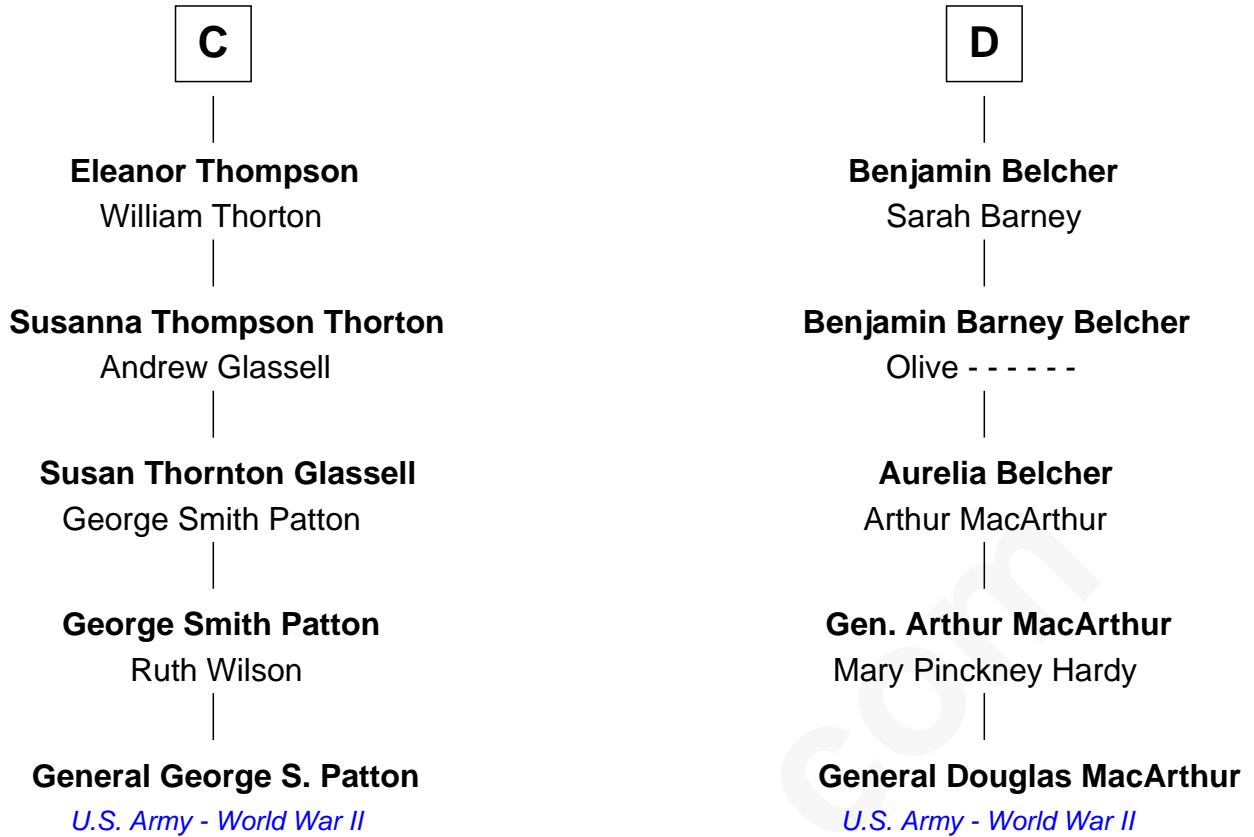 C
Eleanor Thompson
William Thorton
Susanna Thompson Thorton
Andrew Glassell
Susan Thornton Glassell
George Smith Patton
George Smith Patton
Ruth Wilson
General George S. Patton
U.S. Army - World War II
D
Benjamin Belcher
Sarah Barney
Benjamin Barney Belcher
Olive - - - - - -
Aurelia Belcher
Arthur MacArthur
Gen. Arthur MacArthur
Mary Pinckney Hardy
General Douglas MacArthur
U.S. Army - World War II
com